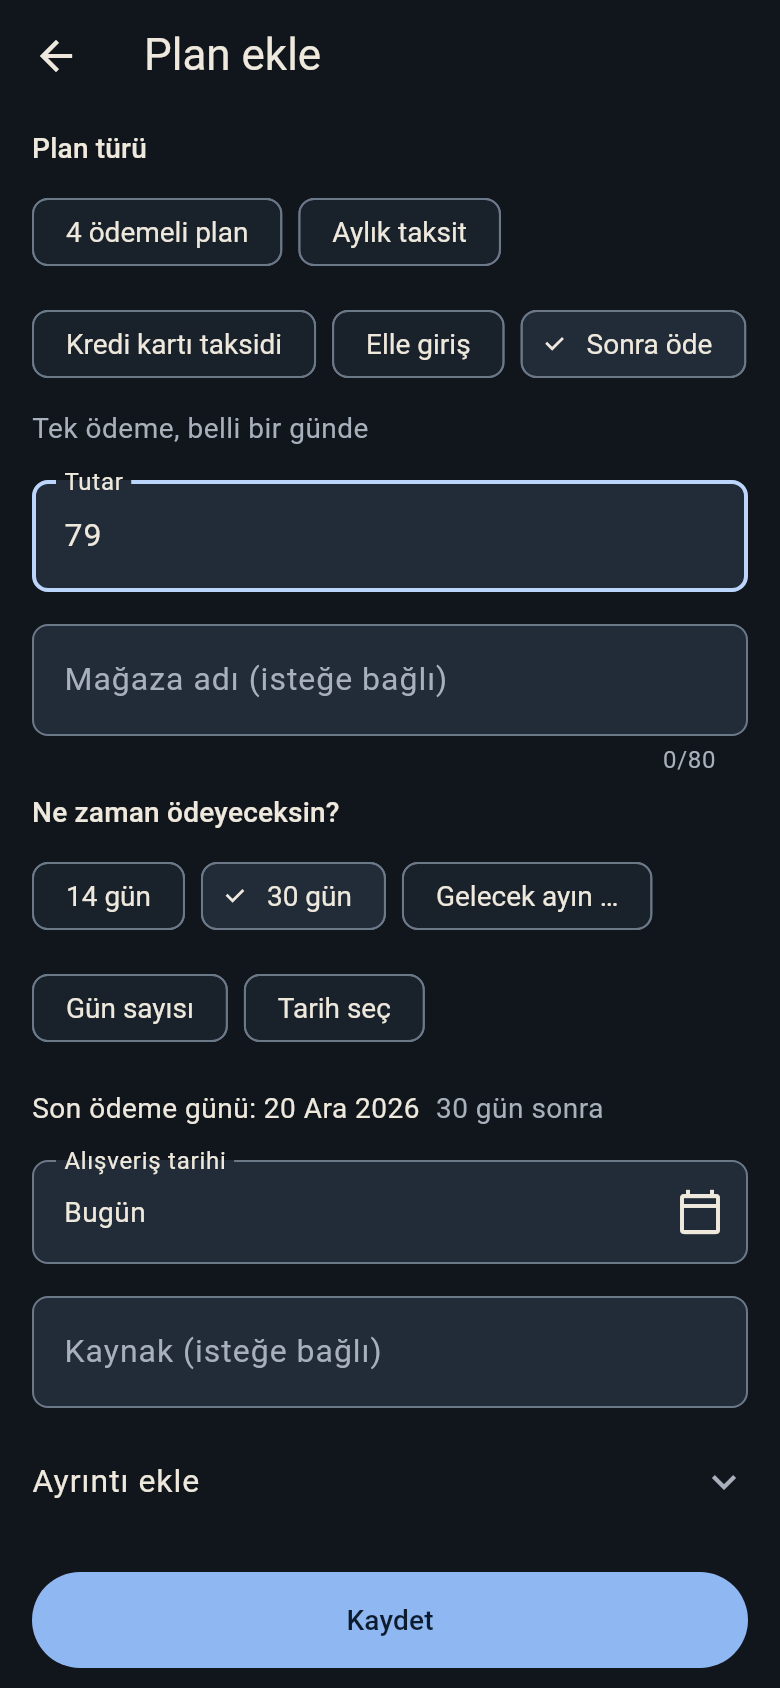 Plan ekle
Plan türü
4 ödemeli plan
Aylık taksit
Kredi kartı taksidi
Elle giriş
Sonra öde
Tek ödeme, belli bir günde
Tutar
79
Mağaza adı (isteğe bağlı)
0/80
Ne zaman ödeyeceksin?
14 gün
30 gün
Gelecek ayın ...
Gün sayısı
Tarih seç
Son ödeme günü: 20 Ara 2026 30 gün sonra
Alışveriş tarihi
Bugün
Kaynak (isteğe bağlı)
Ayrıntı ekle
Kaydet